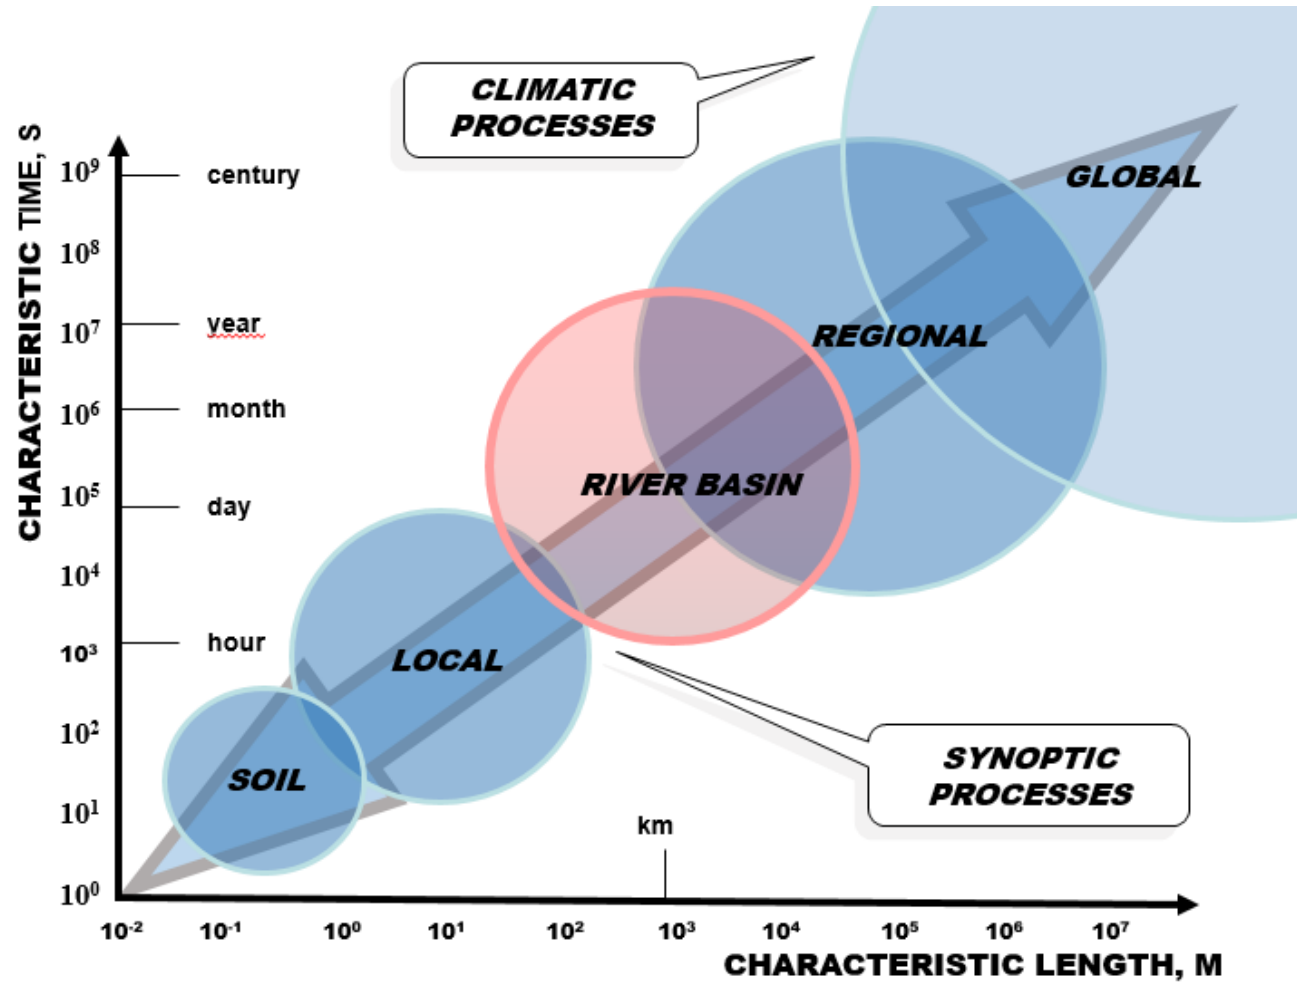 CLIMATIC
PROCESSES
GLOBAL
REGIONAL
RIVER BASIN
LOCAL
SOIL
SYNOPTIC
PROCESSES
CHARACTERISTIC TIME, S
10⁹
century
10⁸
10⁷
year
10⁶
month
10⁵
day
10⁴
10³
hour
10²
10¹
10⁰
km
10⁻² 10⁻¹ 10⁰ 10¹ 10² 10³ 10⁴ 10⁵ 10⁶ 10⁷
CHARACTERISTIC LENGTH, M